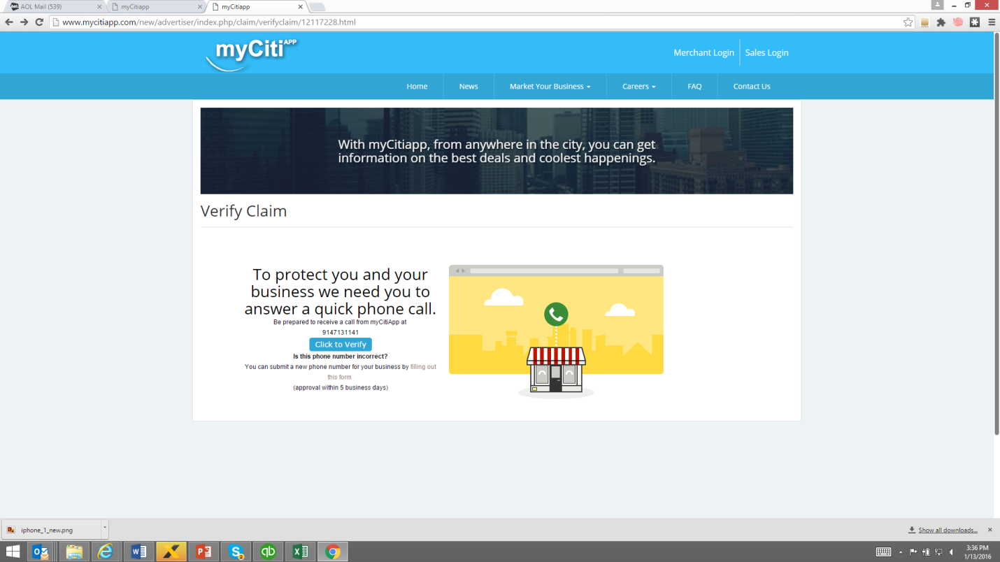 AOL Mail (539)
myCitiapp
myCitiapp
www.mycitiapp.com/new/advertiser/index.php/claim/verifyclaim/12117228.html
myCiti APP
Merchant Login
Sales Login
Home
News
Market Your Business
Careers
FAQ
Contact Us
With myCitiapp, from anywhere in the city, you can get
information on the best deals and coolest happenings.
Verify Claim
To protect you and your
business we need you to
answer a quick phone call.
Be prepared to receive a call from myCitiApp at
9147131141
Click to Verify
Is this phone number incorrect?
You can submit a new phone number for your business by filling out
this form
(approval within 5 business days)
iphone_1_new.png
Show all downloads...
3:36 PM
1/13/2016